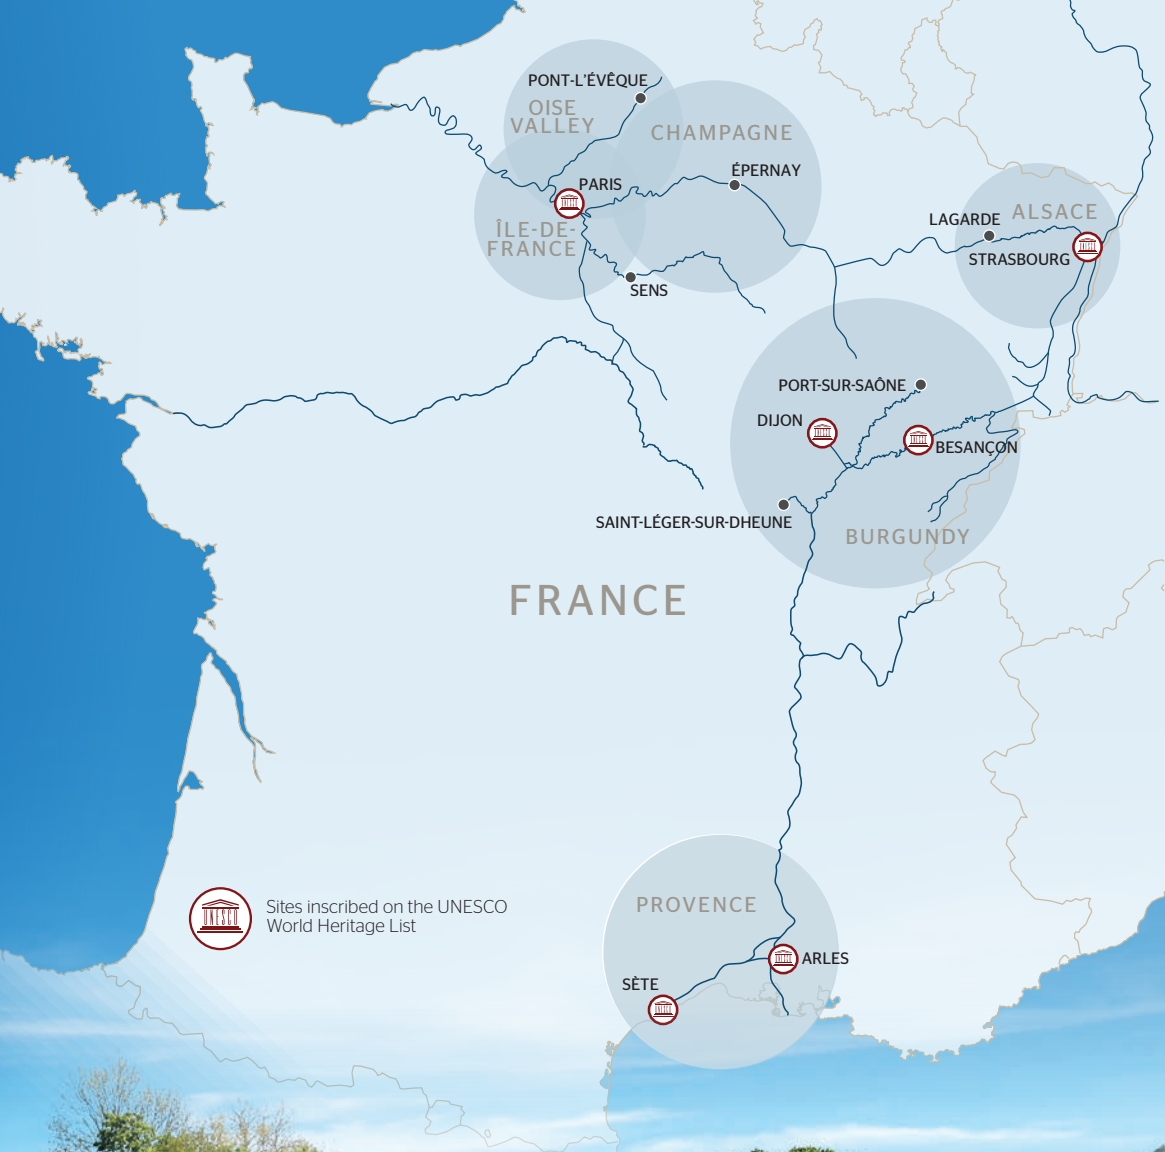 PONT-L’ÉVÊQUE
OISE
VALLEY
CHAMPAGNE
ÉPERNAY
PARIS
ÎLE-DE-
FRANCE
SENS
LAGARDE
ALSACE
STRASBOURG
PORT-SUR-SAÔNE
DIJON
BESANÇON
SAINT-LÉGER-SUR-DHEUNE
BURGUNDY
FRANCE
UNESCO
Sites inscribed on the UNESCO
World Heritage List
PROVENCE
ARLES
SÈTE